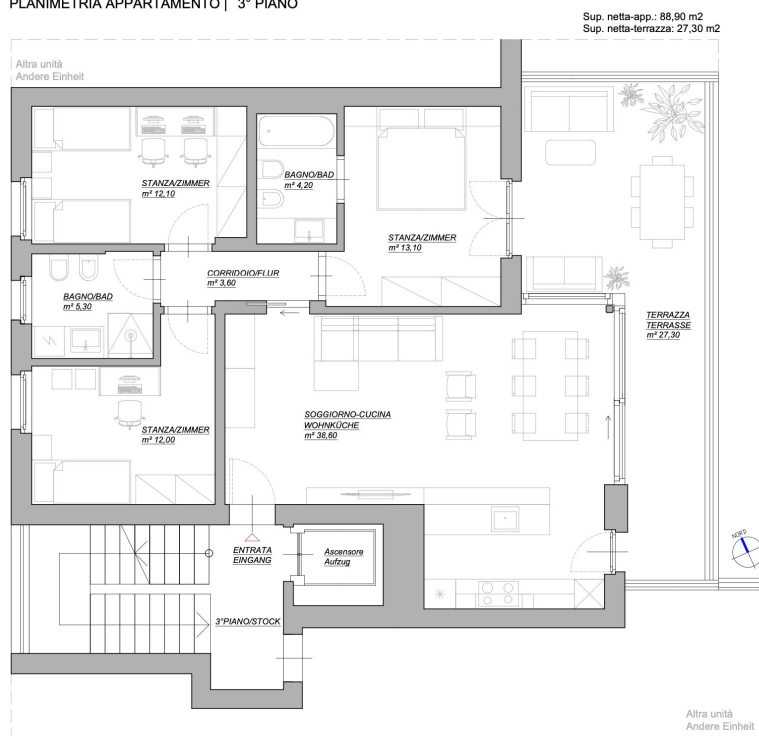 PLANIMETRIA APPARTAMENTO | 3° PIANO
Sup. netta-app.: 88,90 m2
Sup. netta-terrazza: 27,30 m2
Altra unità
Andere Einheit
STANZA/ZIMMER
m² 12,10
BAGNO/BAD
m² 4,20
STANZA/ZIMMER
m² 13,10
CORRIDOIO/FLUR
m² 3,60
BAGNO/BAD
m² 5,30
TERRAZZA
TERRASSE
m² 27,30
SOGGIORNO-CUCINA
WOHNKÜCHE
m² 38,60
STANZA/ZIMMER
m² 12,00
NORD
ENTRATA
EINGANG
Ascensore
Aufzug
3°PIANO/STOCK
Altra unità
Andere Einheit